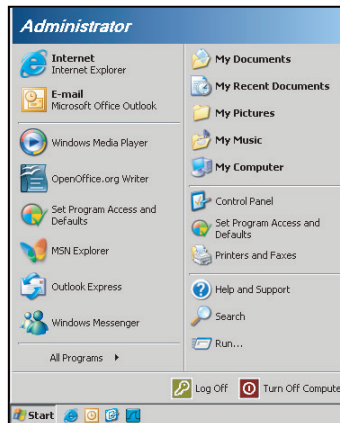 Administrator
Internet
Internet Explorer
E-mail
Microsoft Office Outlook
Windows Media Player
OpenOffice.org Writer
Set Program Access and
Defaults
MSN Explorer
Outlook Express
Windows Messenger
All Programs
My Documents
My Recent Documents
My Pictures
My Music
My Computer
Control Panel
Set Program Access and
Defaults
Printers and Faxes
Help and Support
Search
Run...
Log Off
Turn Off Compute
Start